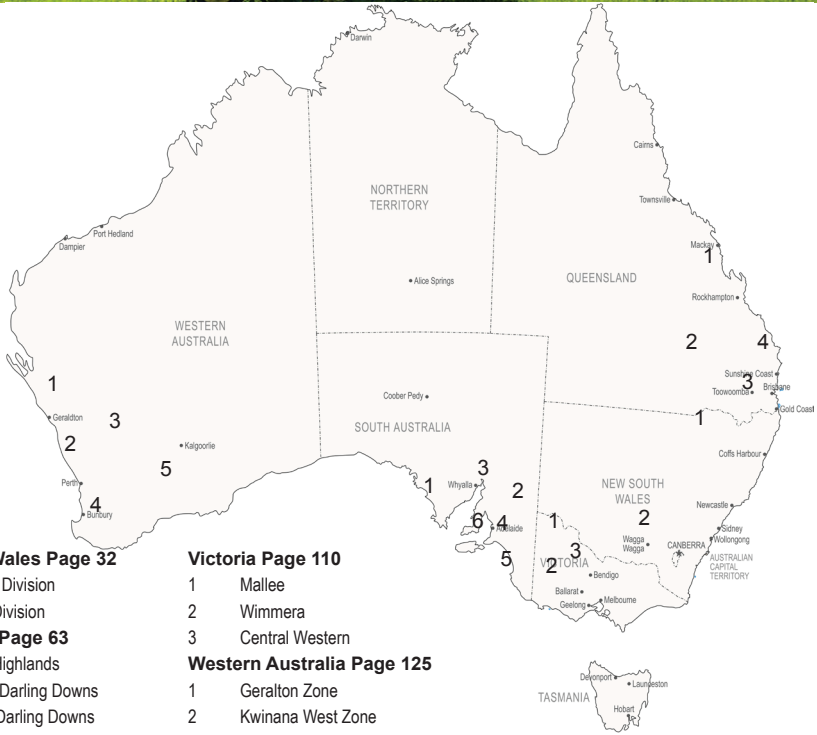 Darwin
Cairns
NORTHERN
TERRITORY
Townsville
Port Hedland
Dampier
Mackay
1
Alice Springs
QUEENSLAND
Rockhampton
WESTERN
AUSTRALIA
2
4
Sunshine Coast
3
Toowoomba
Brisbane
Gold Coast
1
Coober Pedy
SOUTH AUSTRALIA
1
Geraldton
3
2
Kalgoorlie
5
Perth
4
Bunbury
Coffs Harbour
3
Whyalla
1
2
NEW SOUTH
WALES
Newcastle
6
4
Adelaide
1
2
Sidney
Wollongong
Wagga
Wagga
CANBERRA
AUSTRALIAN
CAPITAL
TERRITORY
5
3
2
VICTORIA
Bendigo
Ballarat
Melbourne
Geelong
Devonport
Launceston
TASMANIA
Hobart
Wales Page 32
Division
Division
Page 63
Highlands
Darling Downs
Darling Downs
Victoria Page 110
1 Mallee
2 Wimmera
3 Central Western
Western Australia Page 125
1 Geralton Zone
2 Kwinana West Zone